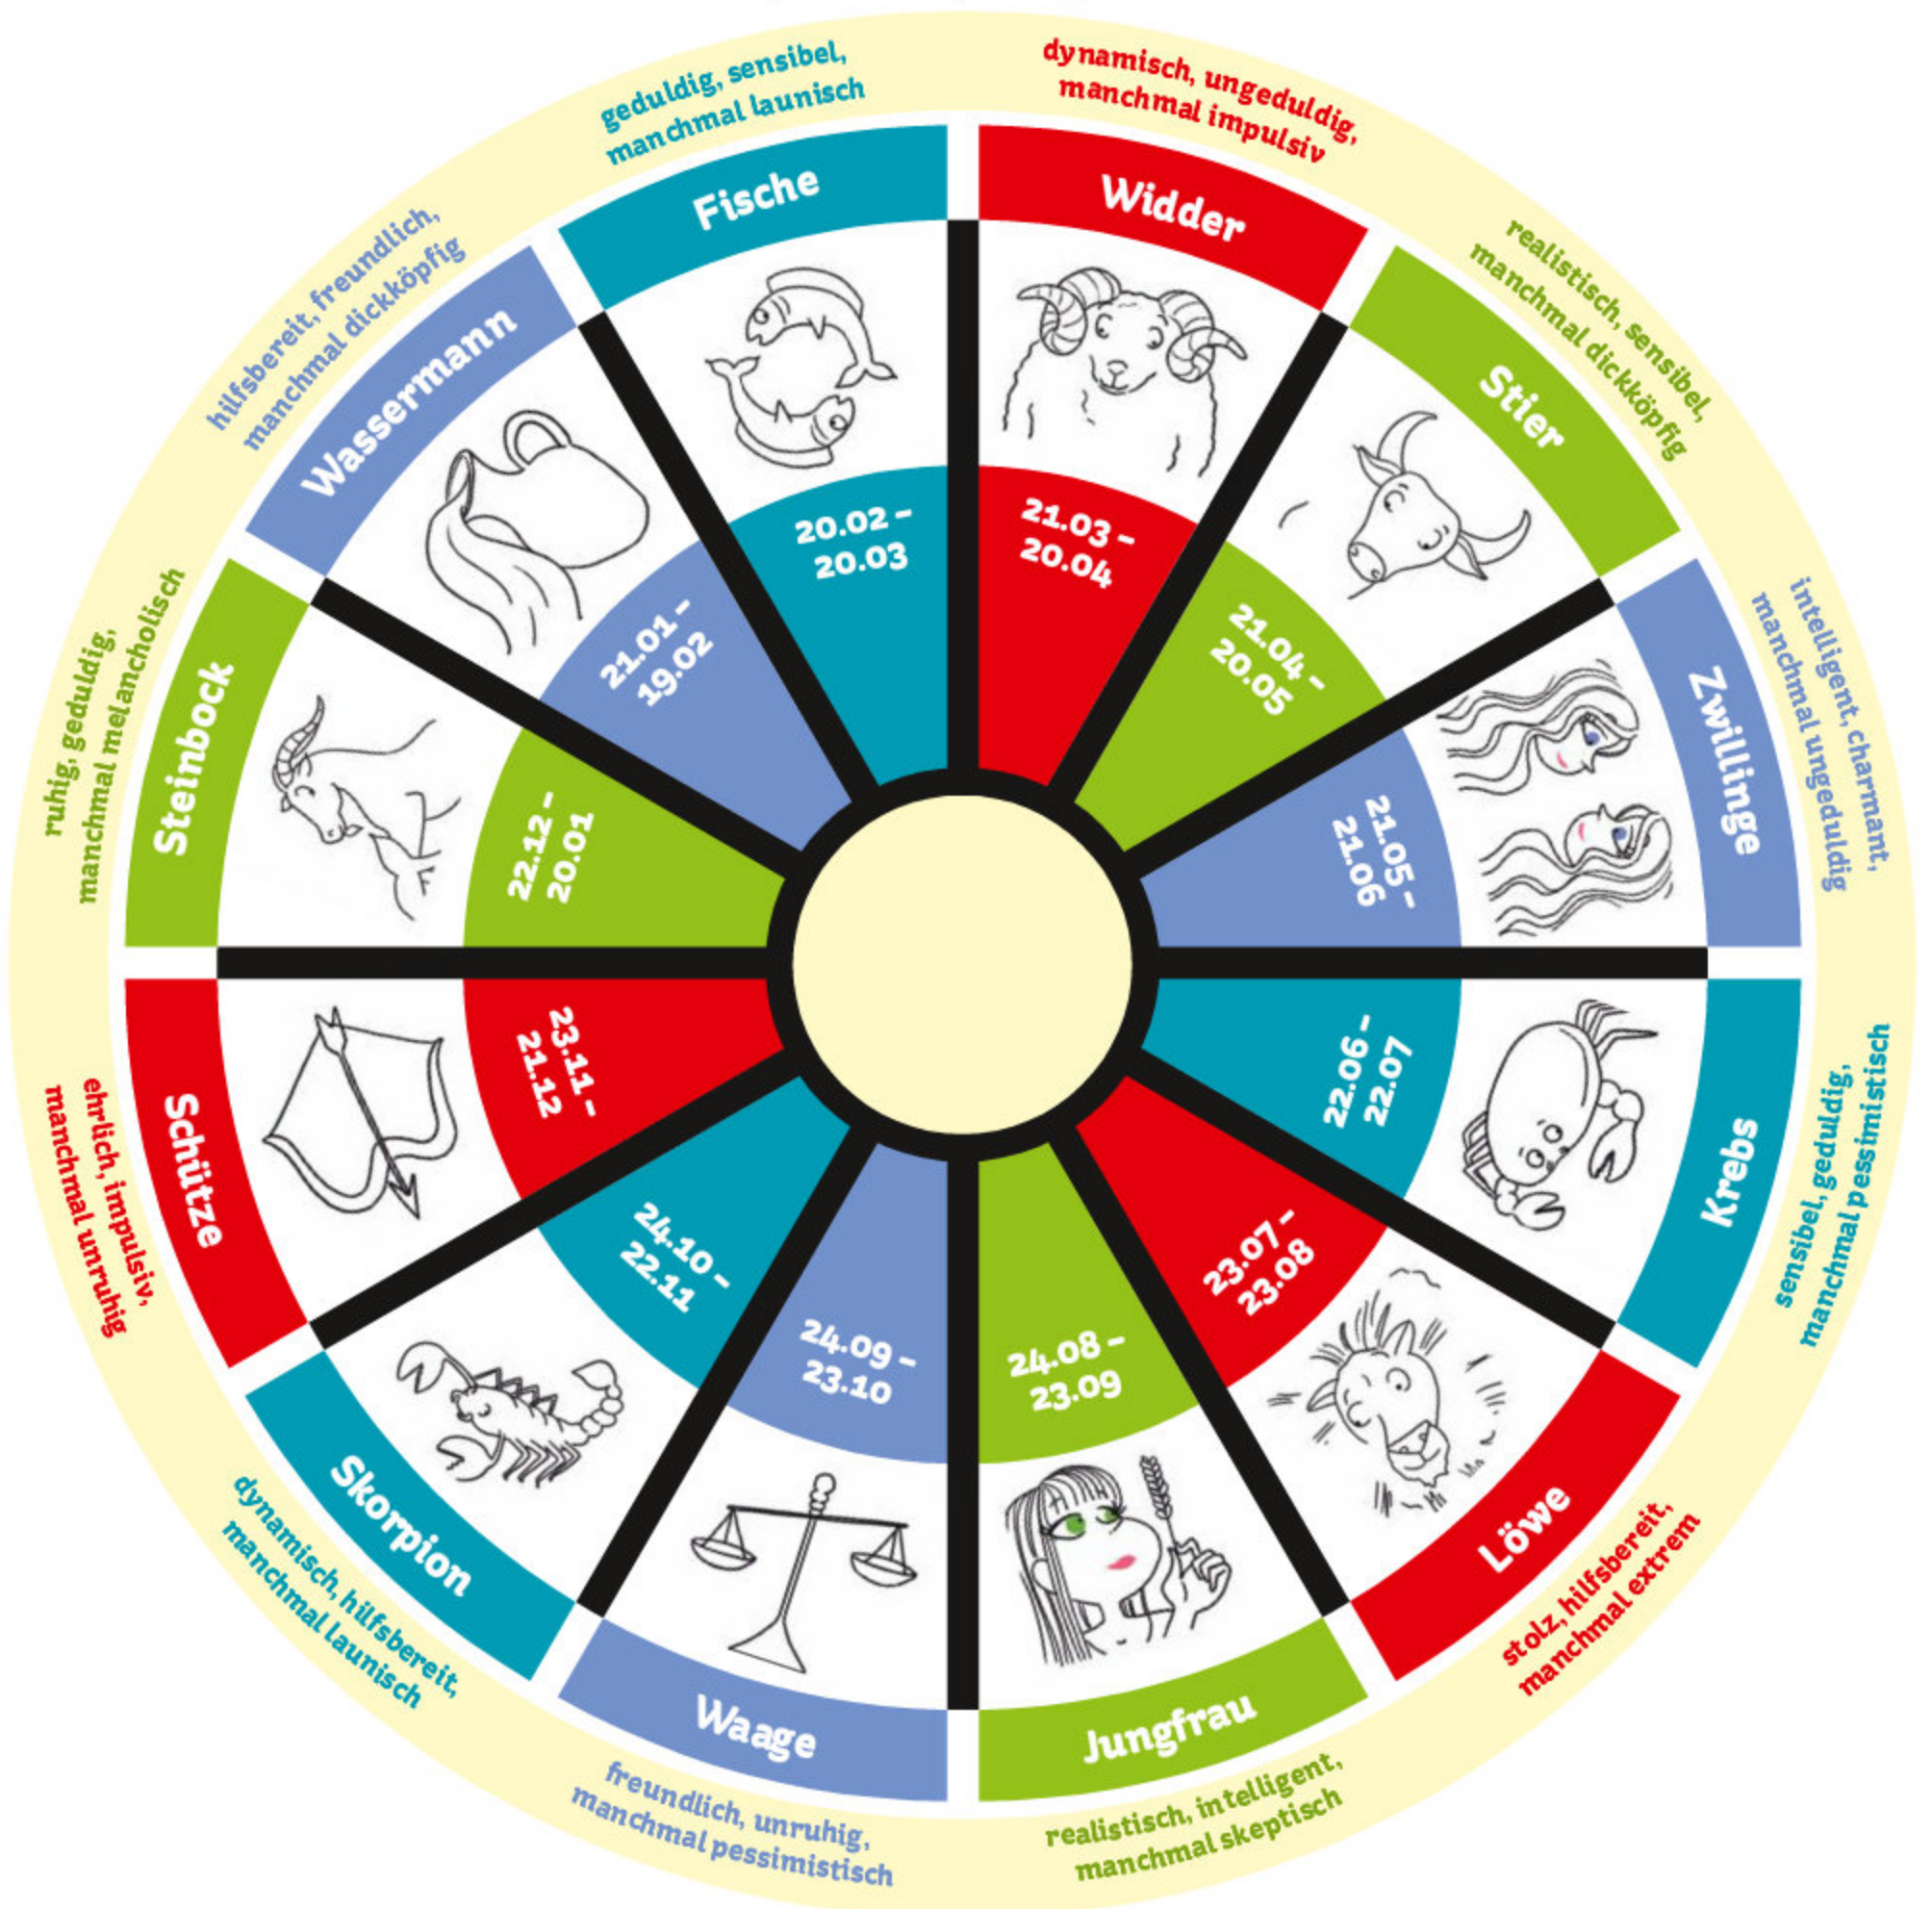 dynamisch, ungeduldig,
manchmal impulsiv
Widder
21.03 –
20.04
realistisch, sensibel,
manchmal dickköpfig
Stier
21.04 –
20.05
intelligent, charmant,
manchmal ungeduldig
Zwillinge
21.05 –
21.06
sensibel, geduldig,
manchmal pessimistisch
Krebs
22.06 –
22.07
stolz, hilfsbereit,
manchmal extrem
Löwe
23.07 –
23.08
realistisch, intelligent,
manchmal skeptisch
Jungfrau
24.08 –
23.09
freundlich, unruhig,
manchmal pessimistisch
Waage
24.09 –
23.10
dynamisch, hilfsbereit,
manchmal launisch
Skorpion
24.10 –
22.11
ehrlich, impulsiv,
manchmal unruhig
Schütze
23.11 –
21.12
ruhig, geduldig,
manchmal melancholisch
Steinbock
22.12 –
20.01
hilfsbereit, freundlich,
manchmal dickköpfig
Wassermann
21.01 –
19.02
geduldig, sensibel,
manchmal launisch
Fische
20.02 –
20.03